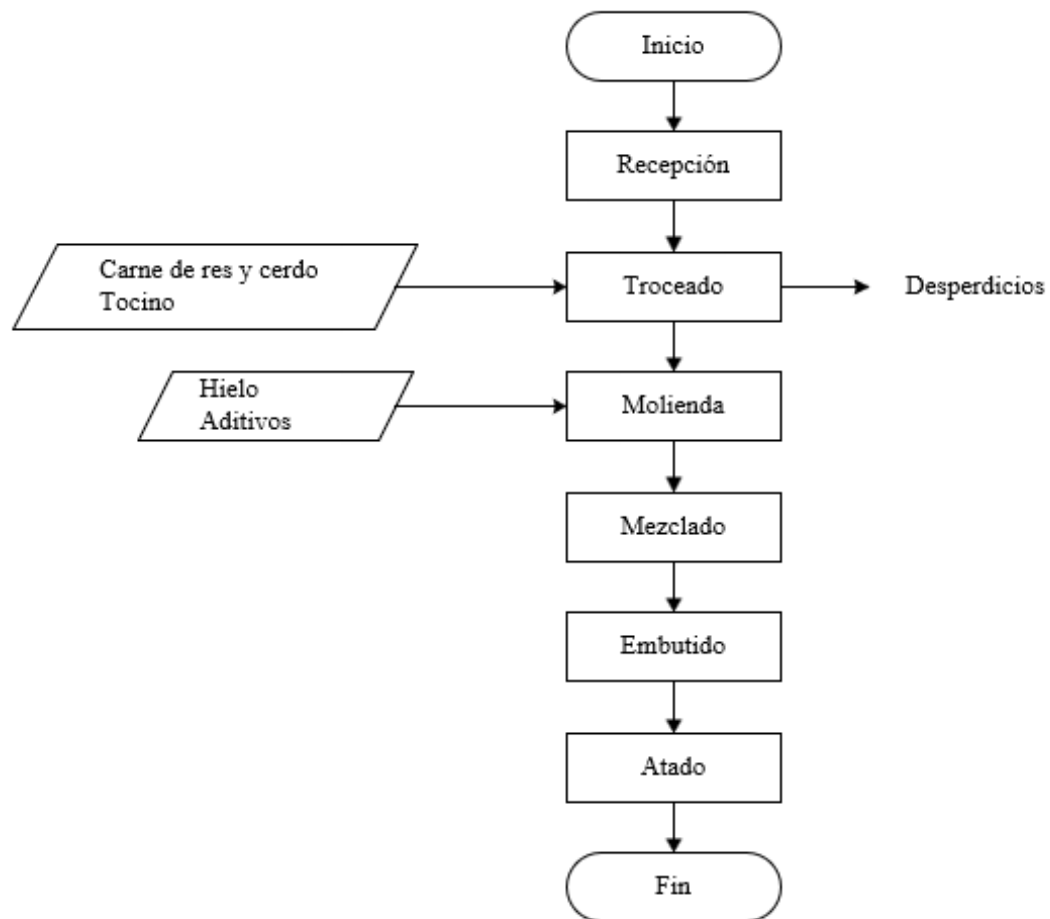 Inicio
Recepción
Carne de res y cerdo
Tocino
Troceado
Desperdicios
Hielo
Aditivos
Molienda
Mezclado
Embutido
Atado
Fin